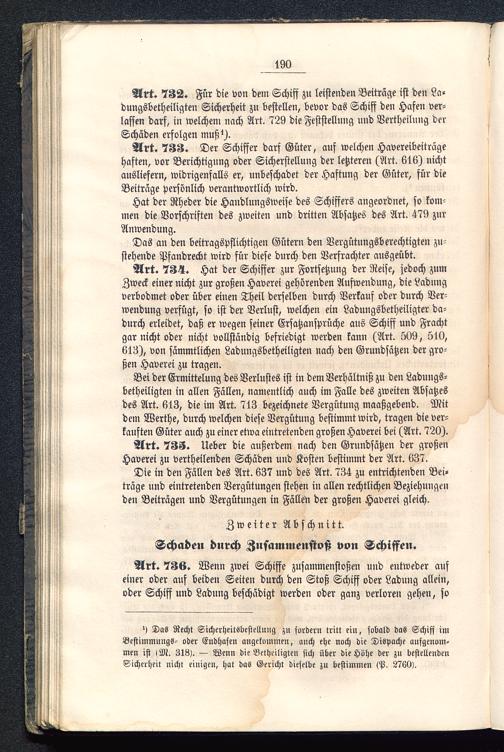 190
Art. 732. Für die von dem Schiff zu leistenden Beiträge ist den La-
dungsbetheiligten Sicherheit zu bestellen, bevor das Schiff den Hafen ver-
lassen darf, in welchem nach Art. 729 die Feststellung und Vertheilung der
Schäden erfolgen muß¹).
Art. 733. Der Schiffer darf Güter, auf welchen Havereibeiträge
haften, vor Berichtigung oder Sicherstellung der letzteren (Art. 616) nicht
ausliefern, widrigenfalls er, unbeschadet der Haftung der Güter, für die
Beiträge persönlich verantwortlich wird.
Hat der Rheder die Handlungsweise des Schiffers angeordnet, so kom-
men die Vorschriften des zweiten und dritten Absatzes des Art. 479 zur
Anwendung.
Das an den beitragspflichtigen Gütern den Vergütungsberechtigten zu-
stehende Pfandrecht wird für diese durch den Verfrachter ausgeübt.
Art. 734. Hat der Schiffer zur Fortsetzung der Reise, jedoch zum
Zweck einer nicht zur großen Haverei gehörenden Aufwendung, die Ladung
verbodmet oder über einen Theil derselben durch Verkauf oder durch Ver-
wendung verfügt, so ist der Verlust, welchen ein Ladungsbetheiligter da-
durch erleidet, daß er wegen seiner Ersatzansprüche aus Schiff und Fracht
gar nicht oder nicht vollständig befriedigt werden kann (Art. 509, 510,
613), von sämmtlichen Ladungsbetheiligten nach den Grundsätzen der gro-
ßen Haverei zu tragen.
Bei der Ermittelung des Verlustes ist in dem Verhältniß zu den Ladungs-
betheiligten in allen Fällen, namentlich auch im Falle des zweiten Absatzes
des Art. 613, die im Art. 713 bezeichnete Vergütung maaßgebend. Mit
dem Werthe, durch welchen diese Vergütung bestimmt wird, tragen die ver-
kauften Güter auch zu einer etwa eintretenden großen Haverei bei (Art. 720).
Art. 735. Ueber die außerdem nach den Grundsätzen der großen
Haverei zu vertheilenden Schäden und Kosten bestimmt der Art. 637.
Die in den Fällen des Art. 637 und des Art. 734 zu entrichtenden Bei-
träge und eintretenden Vergütungen stehen in allen rechtlichen Beziehungen
den Beiträgen und Vergütungen in Fällen der großen Haverei gleich.
Zweiter Abschnitt.
Schaden durch Zusammenstoß von Schiffen.
Art. 736. Wenn zwei Schiffe zusammenstoßen und entweder auf
einer oder auf beiden Seiten durch den Stoß Schiff oder Ladung allein,
oder Schiff und Ladung beschädigt werden oder ganz verloren gehen, so
¹) Das Recht Sicherheitsbestellung zu fordern tritt ein, sobald das Schiff im
Bestimmungs- oder Endhafen angekommen, auch ehe noch die Dispache aufgenom-
men ist (M. 318). — Wenn die Betheiligten sich über die Höhe der zu bestellenden
Sicherheit nicht einigen, hat das Gericht dieselbe zu bestimmen (P. 2760).